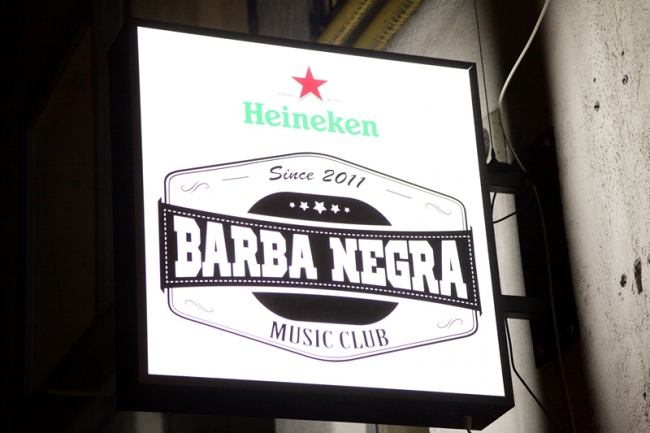 Heineken
Since 2011
BARBA NEGRA
MUSIC CLUB